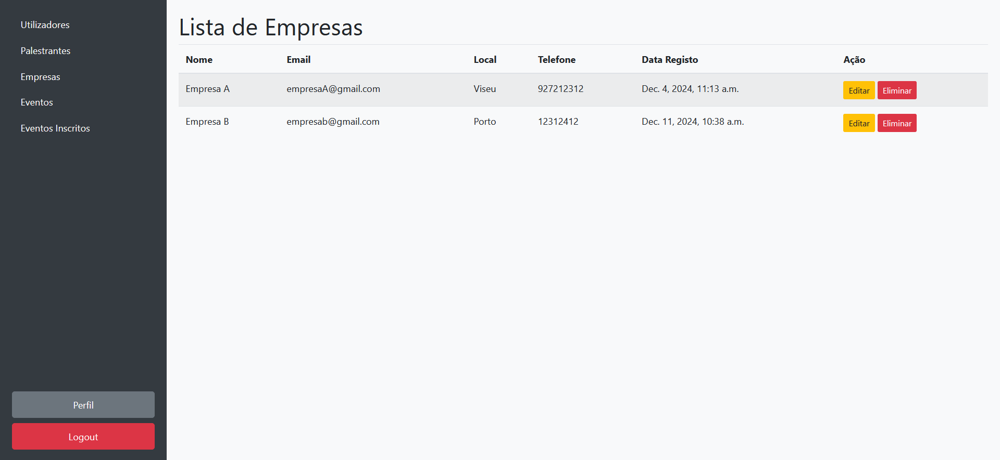 Utilizadores
Palestrantes
Empresas
Eventos
Eventos Inscritos
Perfil
Logout
Lista de Empresas
Nome Email Local Telefone Data Registo Ação
Empresa A empresaA@gmail.com Viseu 927212312 Dec. 4, 2024, 11:13 a.m. Editar Eliminar
Empresa B empresab@gmail.com Porto 12312412 Dec. 11, 2024, 10:38 a.m. Editar Eliminar